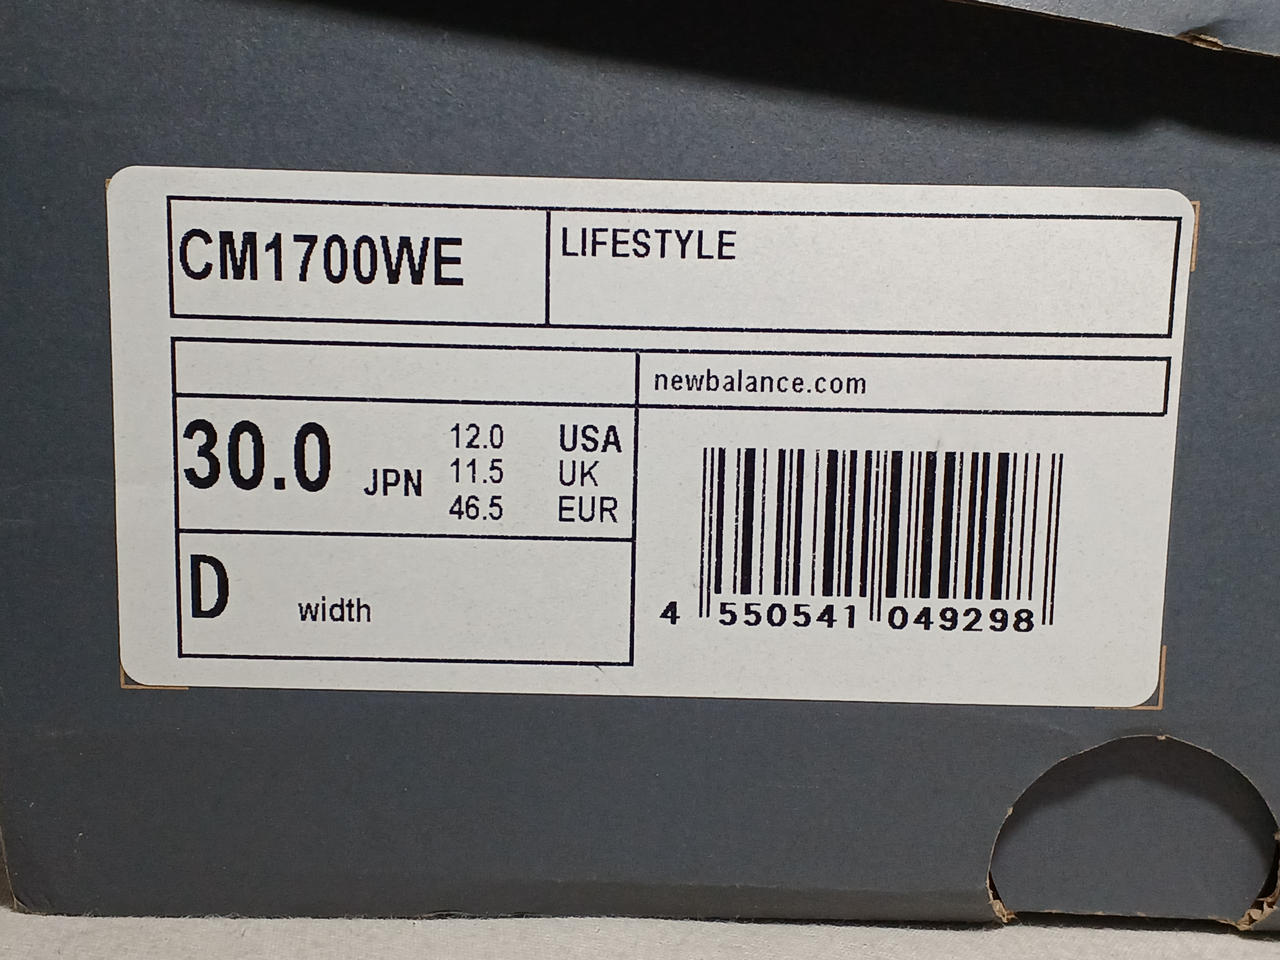 CM1700WE
LIFESTYLE
newbalance.com
30.0 JPN
12.0 USA
11.5 UK
46.5 EUR
D width
4 550541 049298